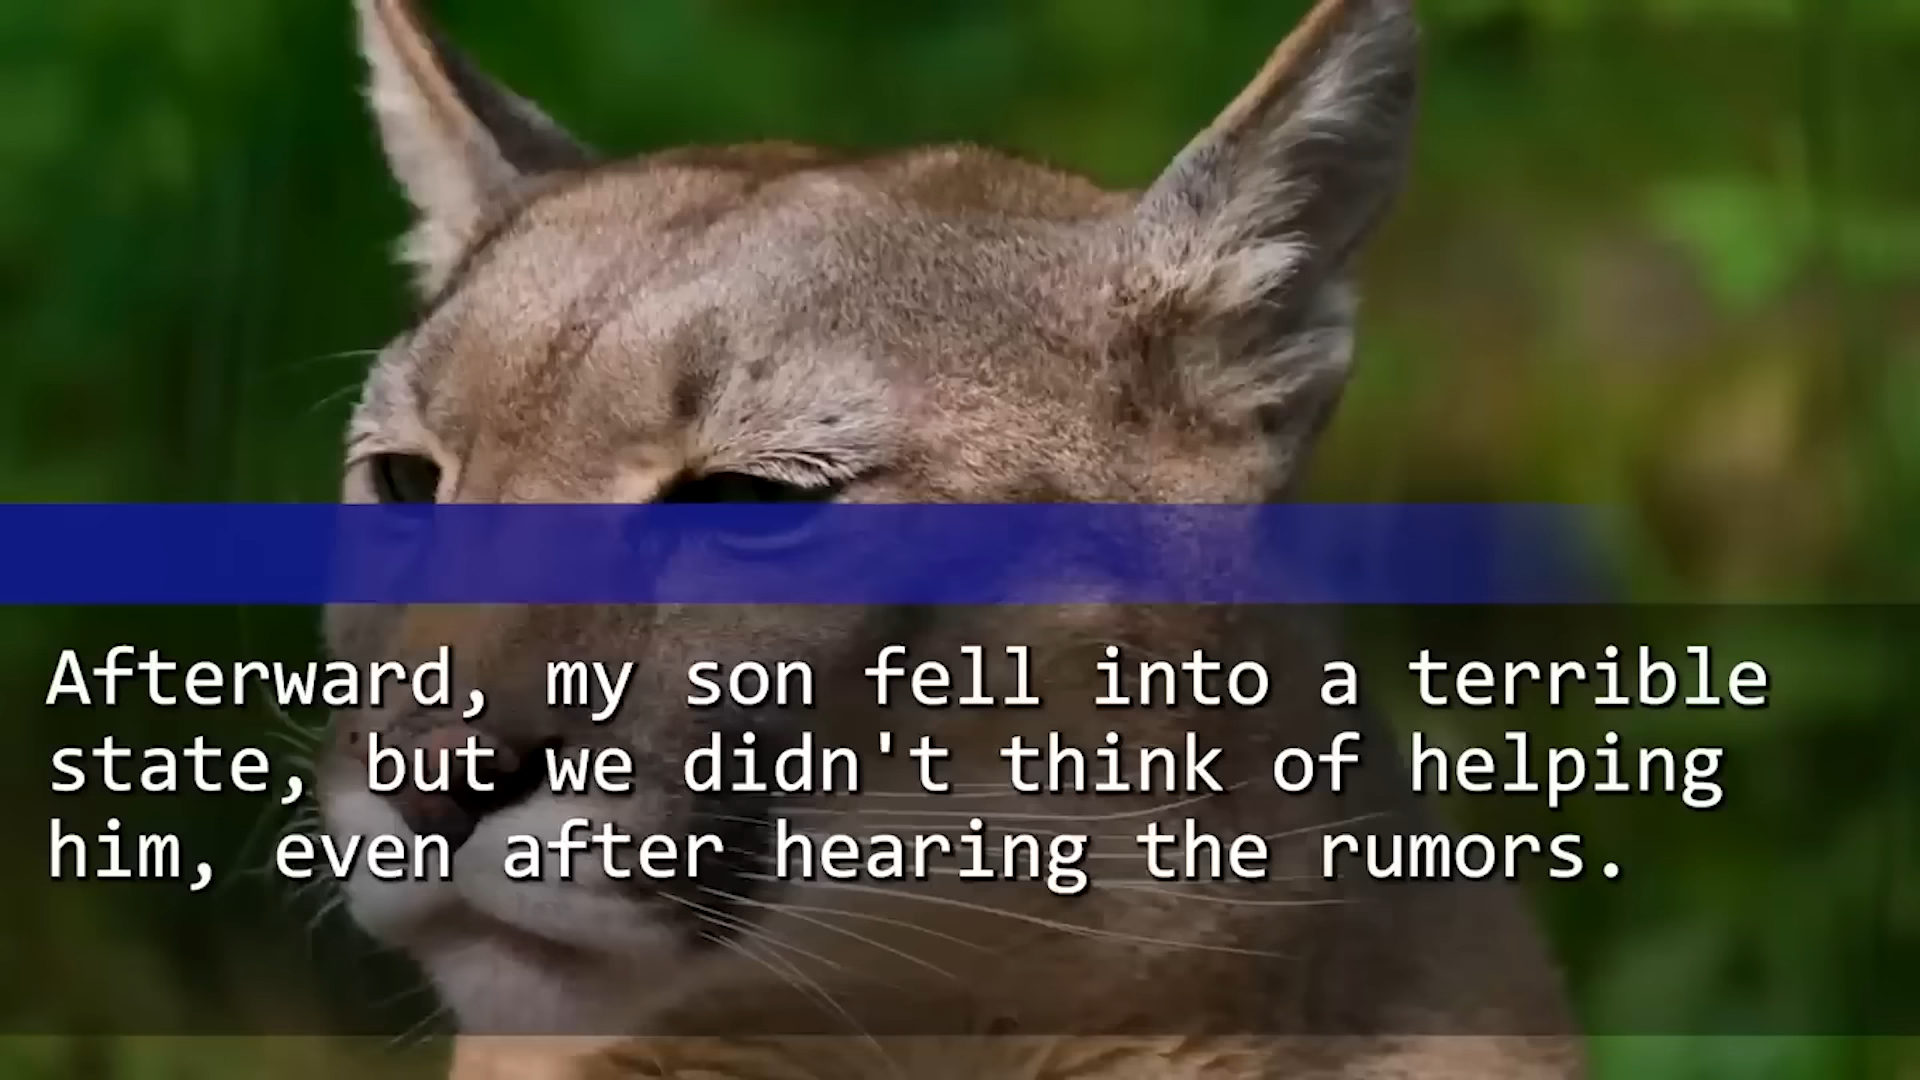 Afterward, my son fell into a terrible
state, but we didn't think of helping
him, even after hearing the rumors.